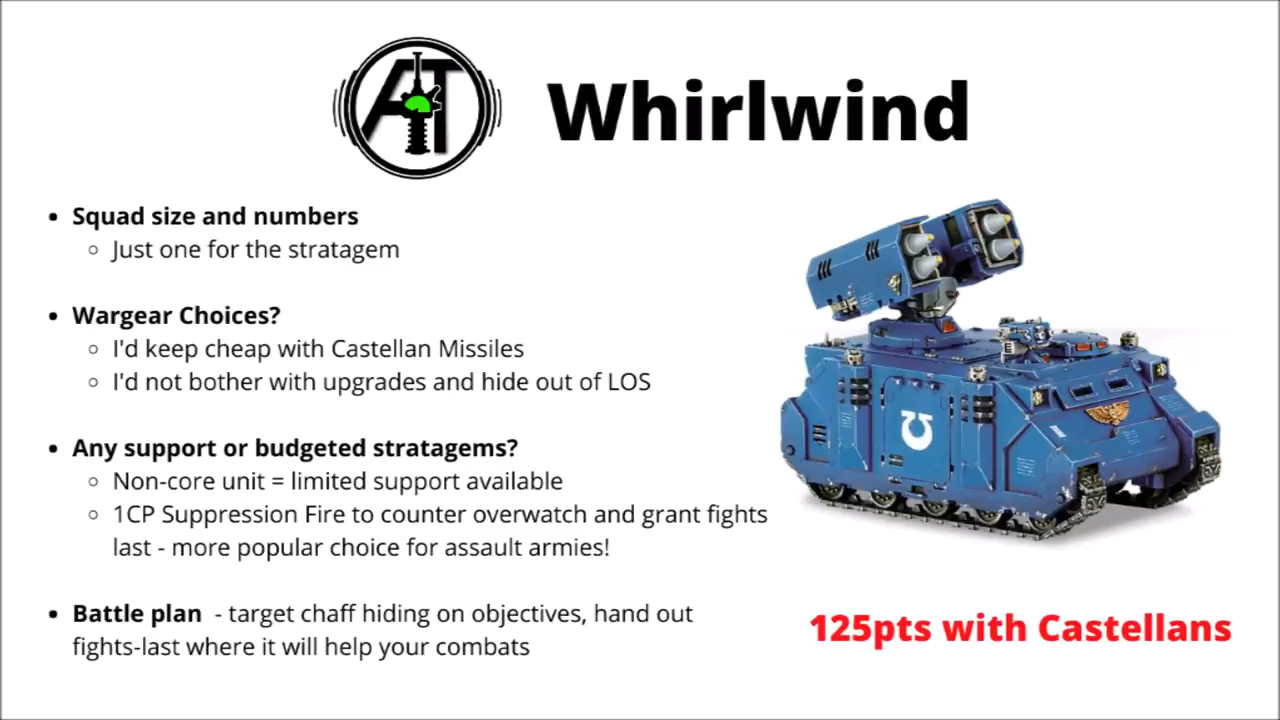 AT
Whirlwind
• Squad size and numbers
○ Just one for the stratagem
• Wargear Choices?
○ I'd keep cheap with Castellan Missiles
○ I'd not bother with upgrades and hide out of LOS
• Any support or budgeted stratagems?
○ Non-core unit = limited support available
○ 1CP Suppression Fire to counter overwatch and grant fights
last - more popular choice for assault armies!
• Battle plan - target chaff hiding on objectives, hand out
fights-last where it will help your combats
125pts with Castellans